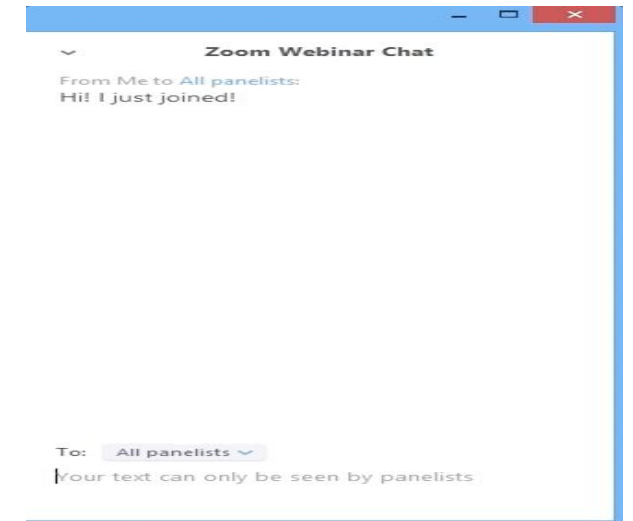 Zoom Webinar Chat
From Me to All panelists:
Hi! I just joined!
To: All panelists
Your text can only be seen by panelists